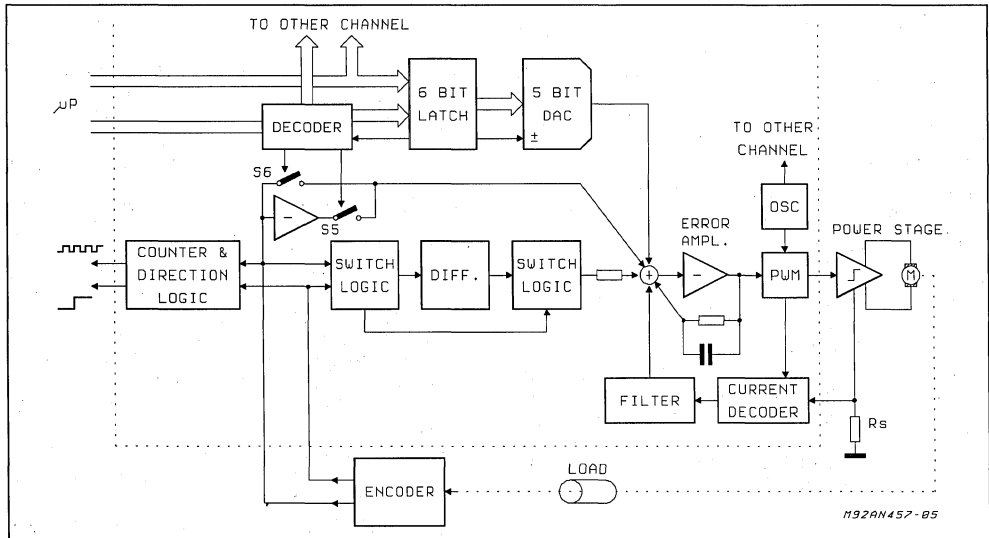 TO OTHER CHANNEL
µP
6 BIT
LATCH
5 BIT
DAC
±
DECODER
TO OTHER
CHANNEL
S6
S5
OSC
ERROR
AMPL.
POWER STAGE
COUNTER &
DIRECTION
LOGIC
SWITCH
LOGIC
DIFF.
SWITCH
LOGIC
+
-
-
PWM
M
FILTER
CURRENT
DECODER
Rs
ENCODER
LOAD
M92AN457-05